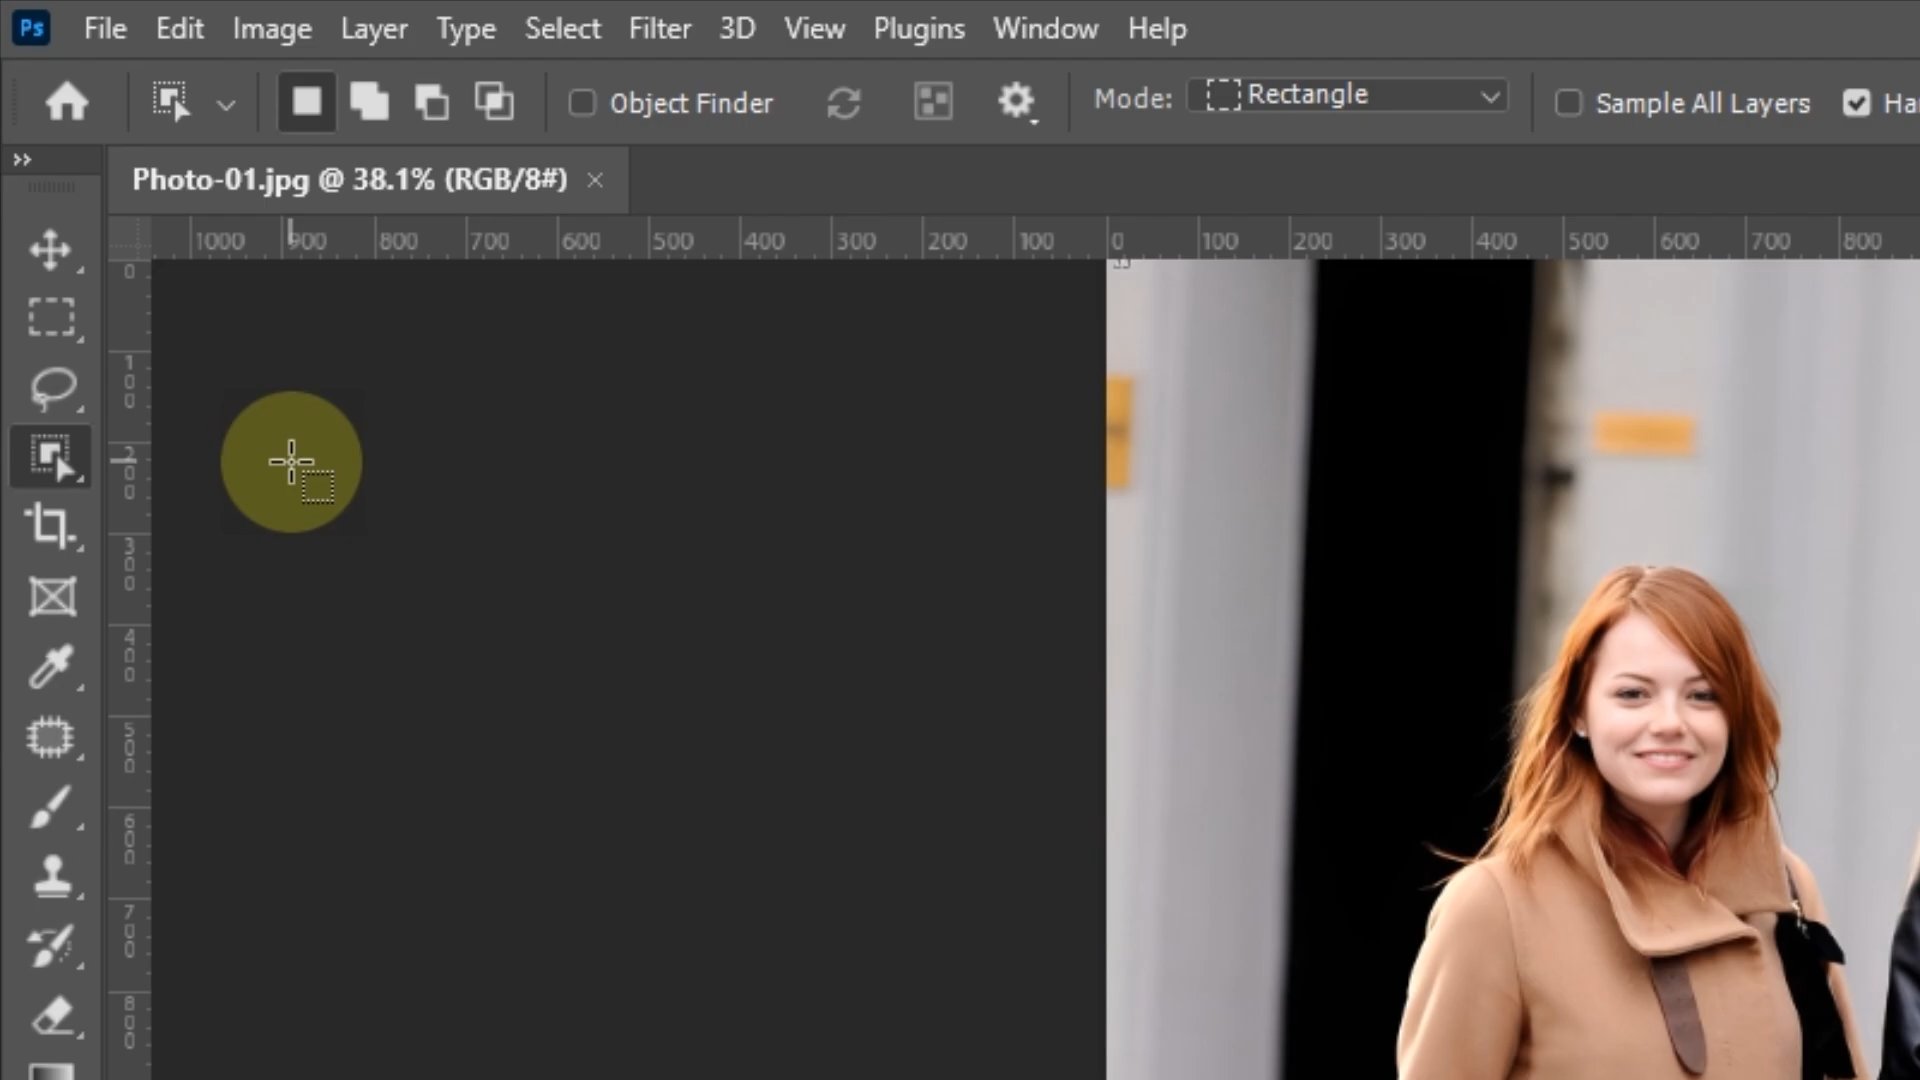 Ps File Edit Image Layer Type Select Filter 3D View Plugins Window Help
Object Finder Mode: Rectangle Sample All Layers Ha
Photo-01.jpg @ 38.1% (RGB/8#)
1000 900 800 700 600 500 400 300 200 100 0 100 200 300 400 500 600 700 800
0
100
200
300
400
500
600
700
800